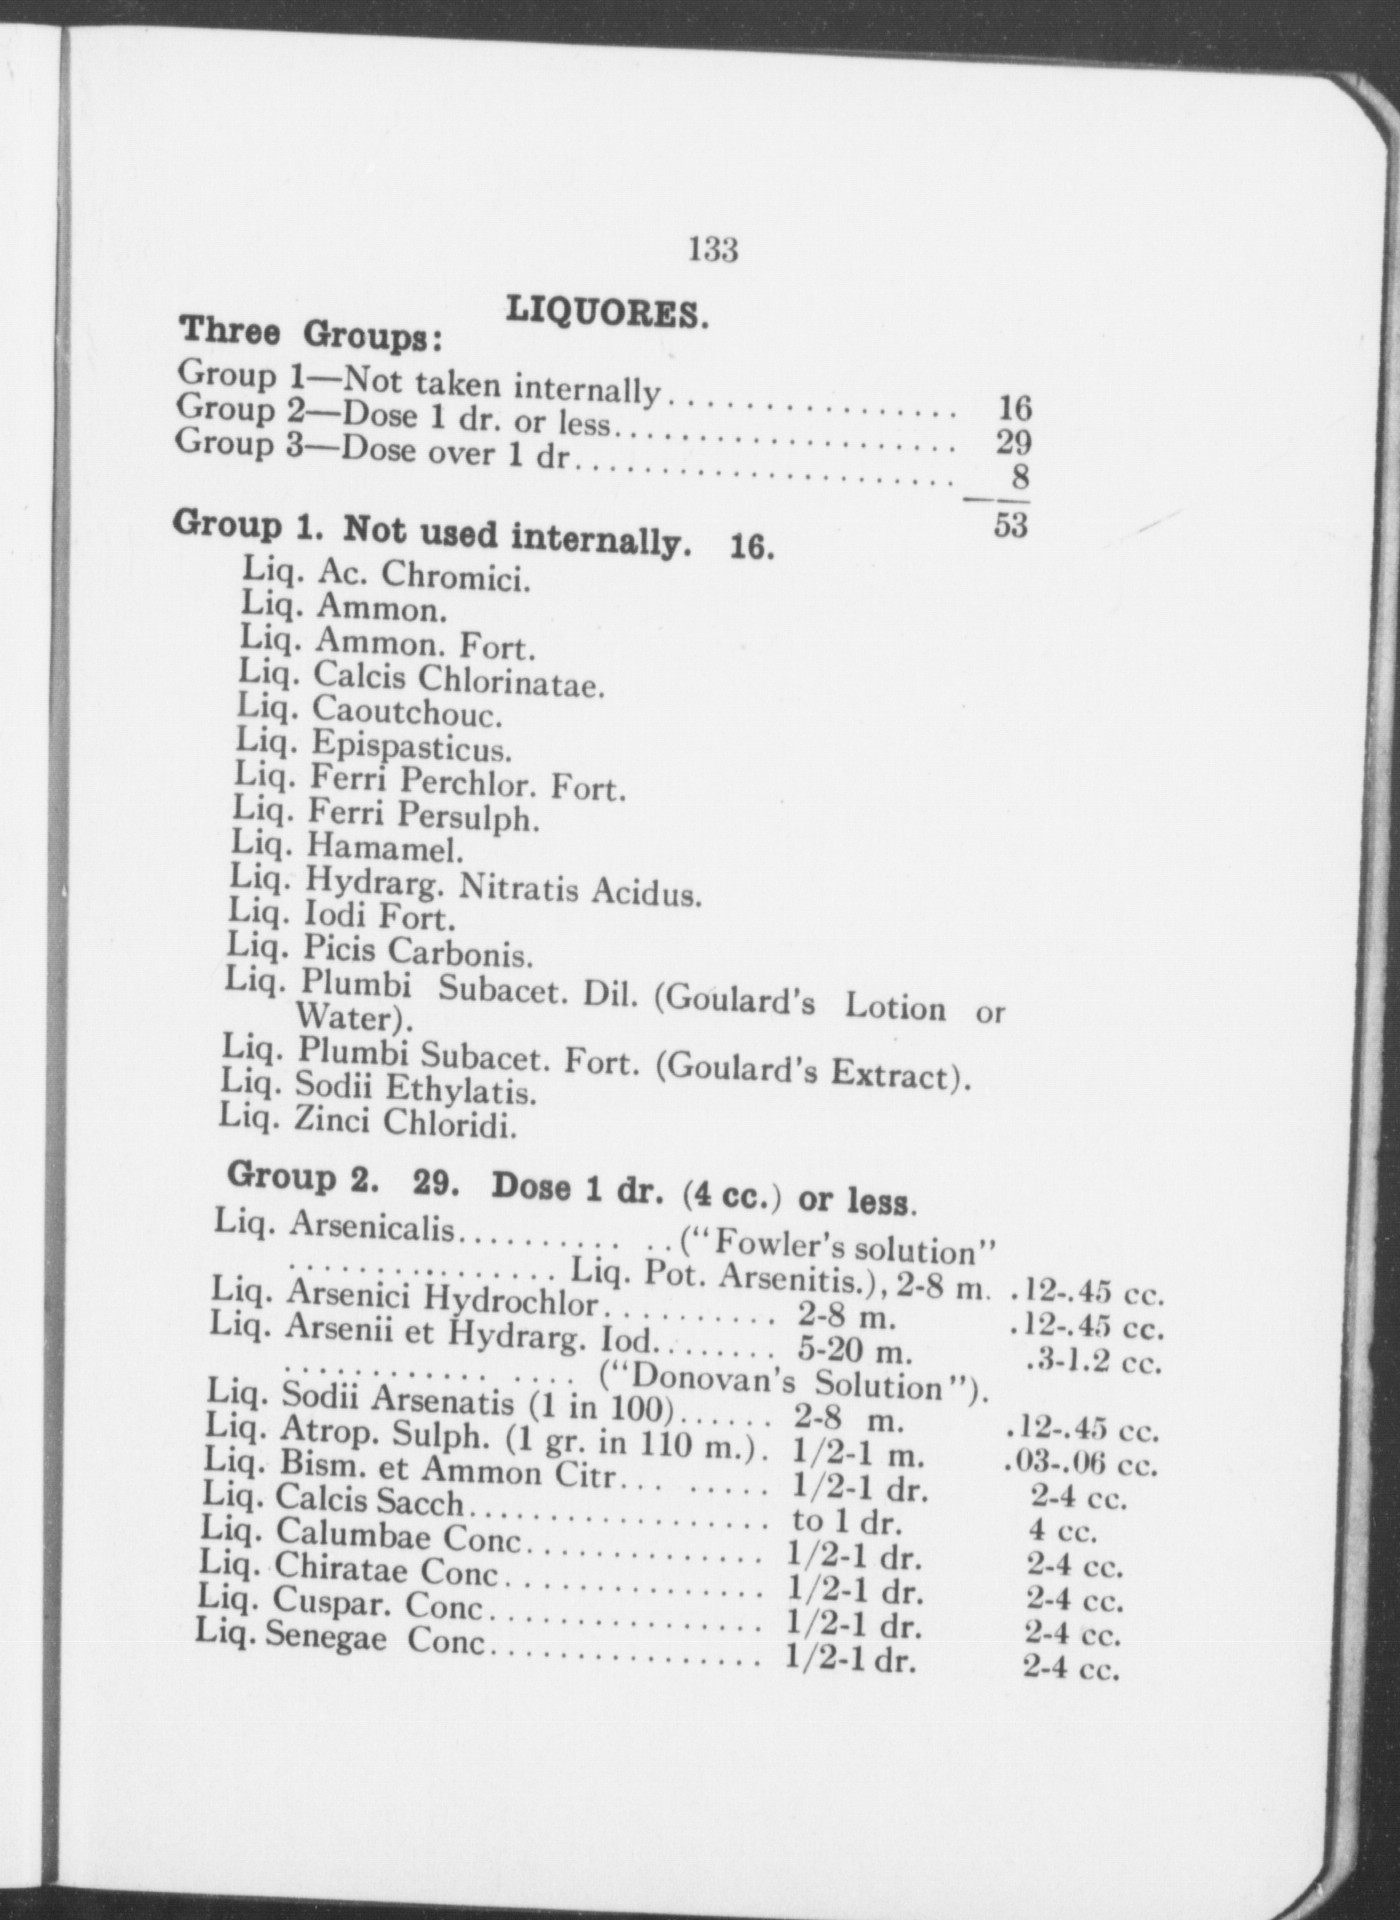 133
LIQUORES.
Three Groups:
Group 1—Not taken internally................ 16
Group 2—Dose 1 dr. or less.................... 29
Group 3—Dose over 1 dr....................... 8
53
Group 1. Not used internally. 16.
Liq. Ac. Chromici.
Liq. Ammon.
Liq. Ammon. Fort.
Liq. Calcis Chlorinatae.
Liq. Caoutchouc.
Liq. Epispasticus.
Liq. Ferri Perchlor. Fort.
Liq. Ferri Persulph.
Liq. Hamamel.
Liq. Hydrarg. Nitratis Acidus.
Liq. Iodi Fort.
Liq. Picis Carbonis.
Liq. Plumbi Subacet. Dil. (Goulard's Lotion or
Water).
Liq. Plumbi Subacet. Fort. (Goulard's Extract).
Liq. Sodii Ethylatis.
Liq. Zinci Chloridi.
Group 2. 29. Dose 1 dr. (4 cc.) or less.
Liq. Arsenicalis.......... ..("Fowler's solution"
................ Liq. Pot. Arsenitis.), 2-8 m. .12-.45 cc.
Liq. Arsenici Hydrochlor.......... 2-8 m. .12-.45 cc.
Liq. Arsenii et Hydrarg. Iod........ 5-20 m. .3-1.2 cc.
............ .... ("Donovan's Solution").
Liq. Sodii Arsenatis (1 in 100)...... 2-8 m. .12-.45 cc.
Liq. Atrop. Sulph. (1 gr. in 110 m.). 1/2-1 m. .03-.06 cc.
Liq. Bism. et Ammon Citr... ..... 1/2-1 dr. 2-4 cc.
Liq. Calcis Sacch................... to 1 dr. 4 cc.
Liq. Calumbae Conc.............. 1/2-1 dr. 2-4 cc.
Liq. Chiratae Conc............... 1/2-1 dr. 2-4 cc.
Liq. Cuspar. Conc................ 1/2-1 dr. 2-4 cc.
Liq. Senegae Conc................ 1/2-1 dr. 2-4 cc.